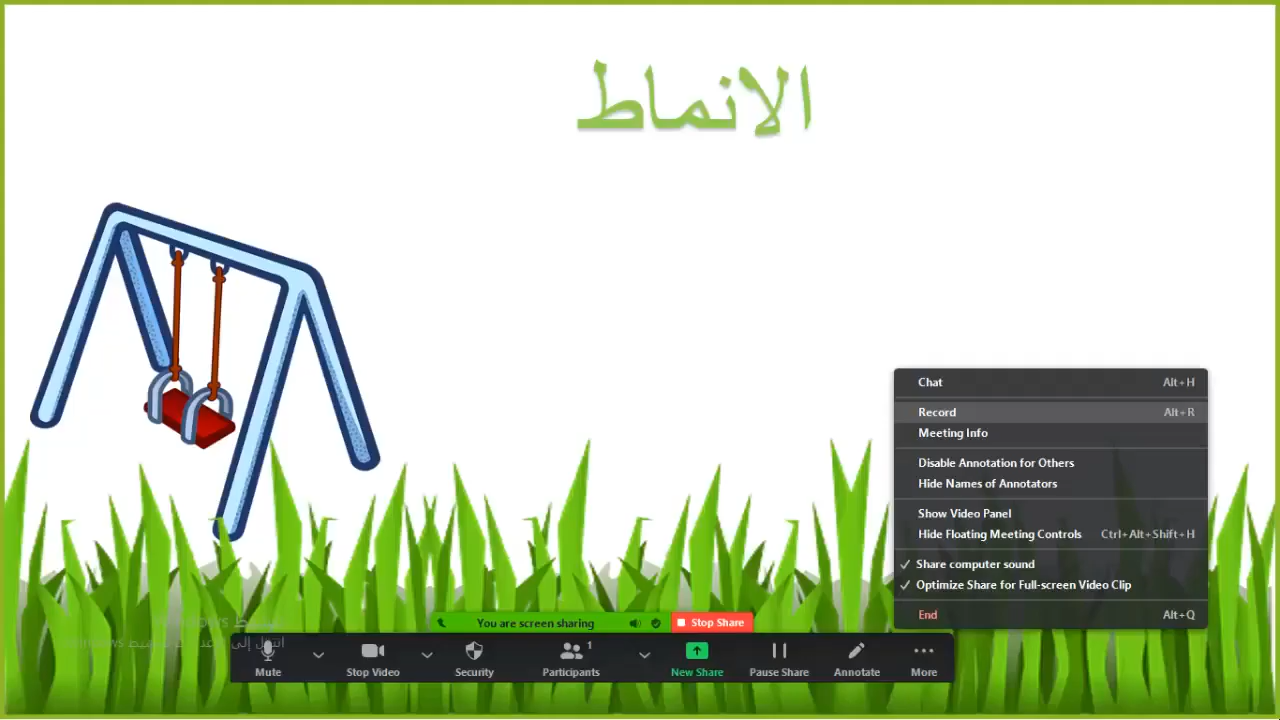 الانماط
Chat Alt+H
Record Alt+R
Meeting Info
Disable Annotation for Others
Hide Names of Annotators
Show Video Panel
Hide Floating Meeting Controls Ctrl+Alt+Shift+H
Share computer sound
Optimize Share for Full-screen Video Clip
End Alt+Q
You are screen sharing Stop Share
1
Mute Stop Video Security Participants New Share Pause Share Annotate More